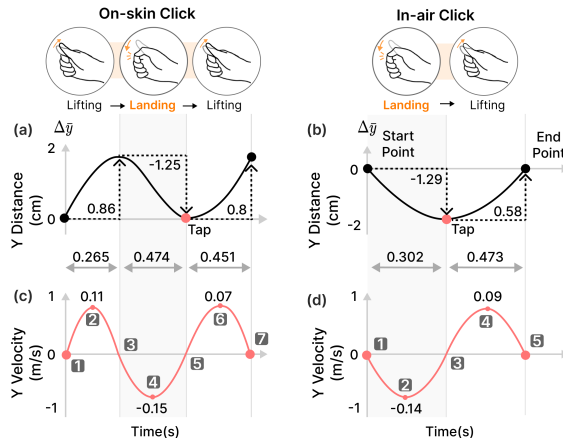 On-skin Click
In-air Click
Lifting → Landing → Lifting
Landing → Lifting
(a)
Δȳ
2
0
Y Distance
(cm)
0.86
-1.25
0.8
Tap
(b)
Δȳ
0
-2
Y Distance
(cm)
Start
Point
End
Point
-1.29
0.58
Tap
0.265
0.474
0.451
0.302
0.473
(c)
1
0
-1
Y Velocity
(m/s)
0.11
-0.15
0.07
1
2
3
4
5
6
7
Time(s)
(d)
1
0
-1
Y Velocity
(m/s)
-0.14
0.09
1
2
3
4
5
Time(s)